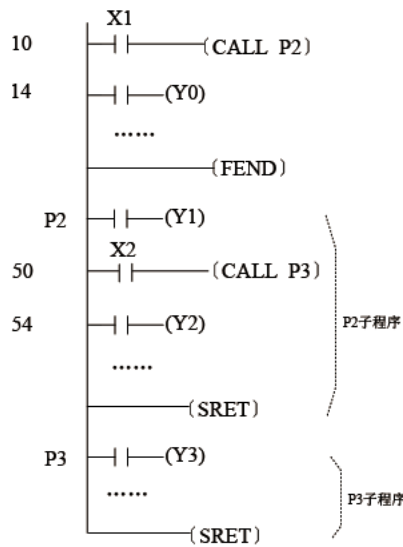 X1
10 〔CALL P2〕
14 (Y0)
……
〔FEND〕
P2 (Y1)
X2
50 〔CALL P3〕
54 (Y2)
P2子程序
……
〔SRET〕
P3 (Y3)
……
P3子程序
〔SRET〕